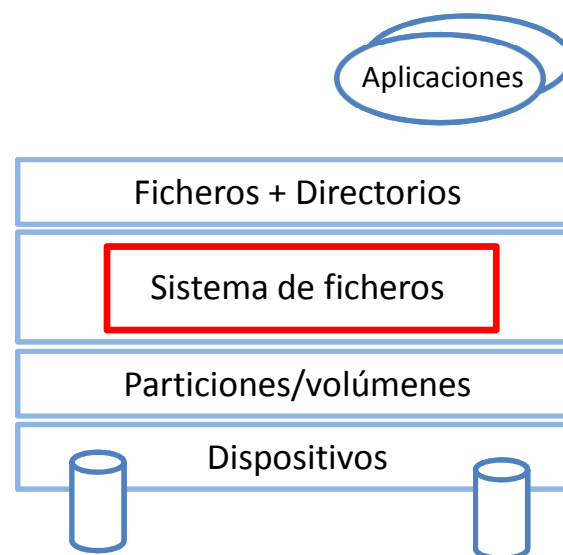 Aplicaciones
Ficheros + Directorios
Sistema de ficheros
Particiones/volúmenes
Dispositivos